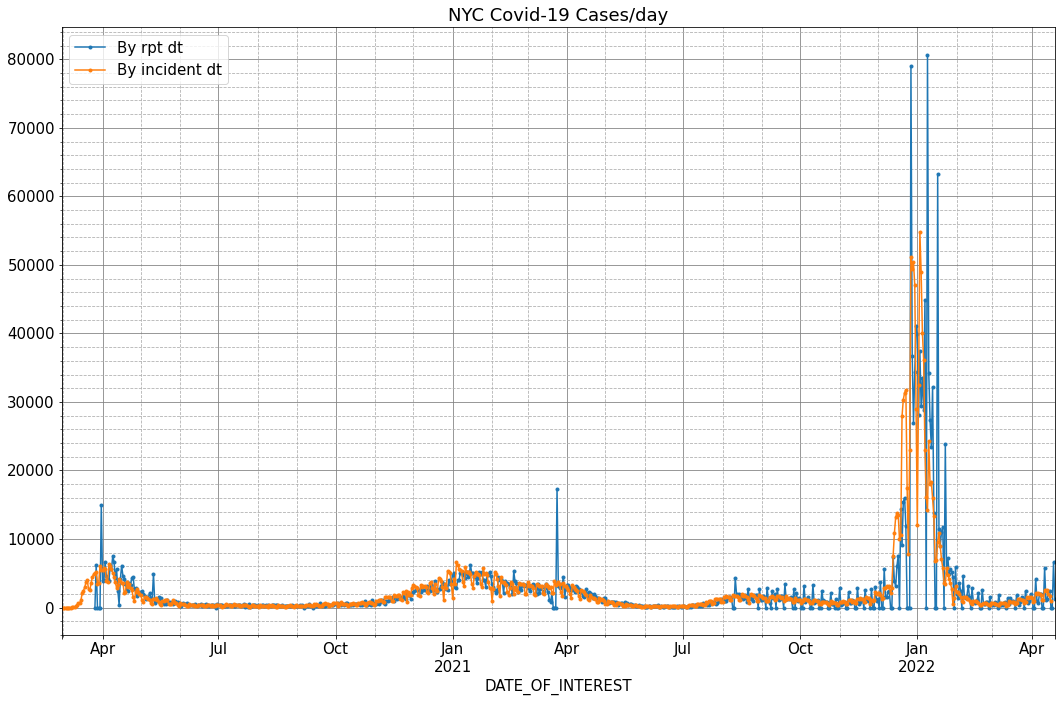 NYC Covid-19 Cases/day
By rpt dt
By incident dt
80000
70000
60000
50000
40000
30000
20000
10000
0
Apr Jul Oct Jan Apr Jul Oct Jan Apr
2021 2022
DATE_OF_INTEREST